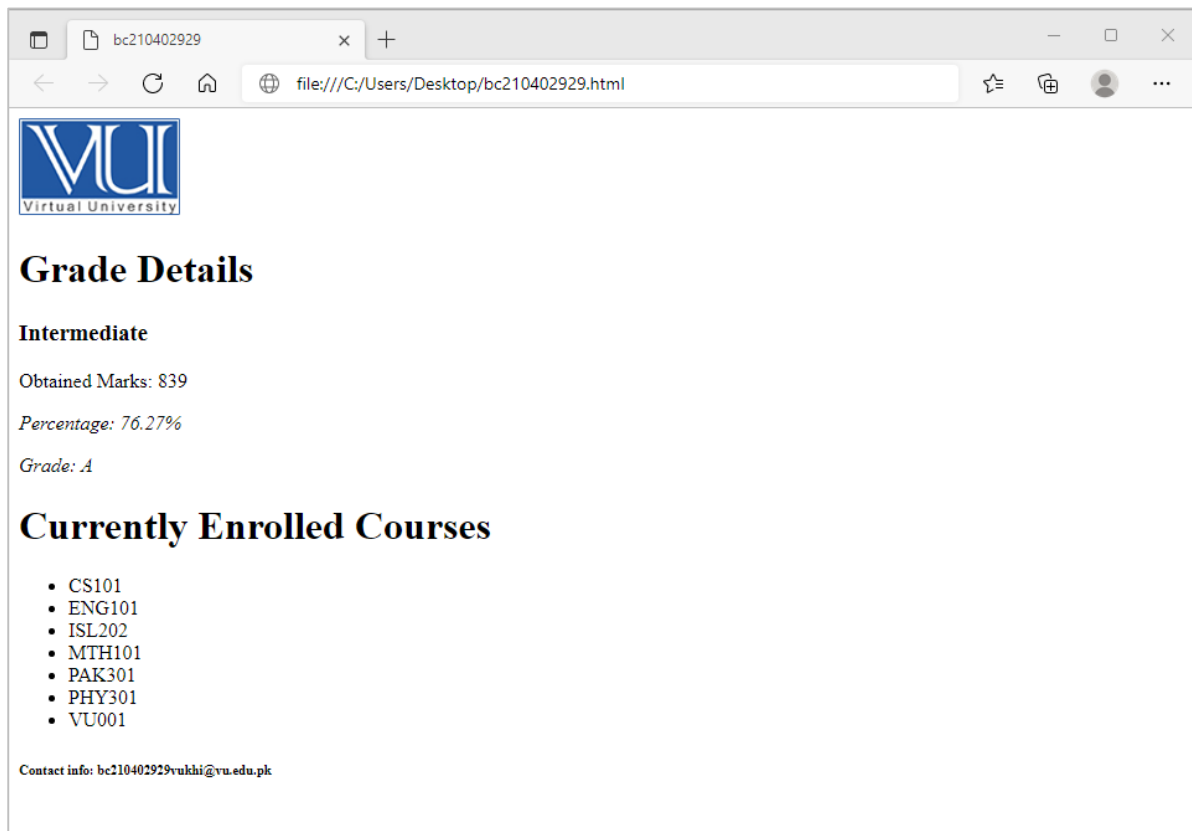 bc210402929
file:///C:/Users/Desktop/bc210402929.html
VU
Virtual University
Grade Details
Intermediate
Obtained Marks: 839
Percentage: 76.27%
Grade: A
Currently Enrolled Courses
• CS101
• ENG101
• ISL202
• MTH101
• PAK301
• PHY301
• VU001
Contact info: bc210402929vukhi@vu.edu.pk